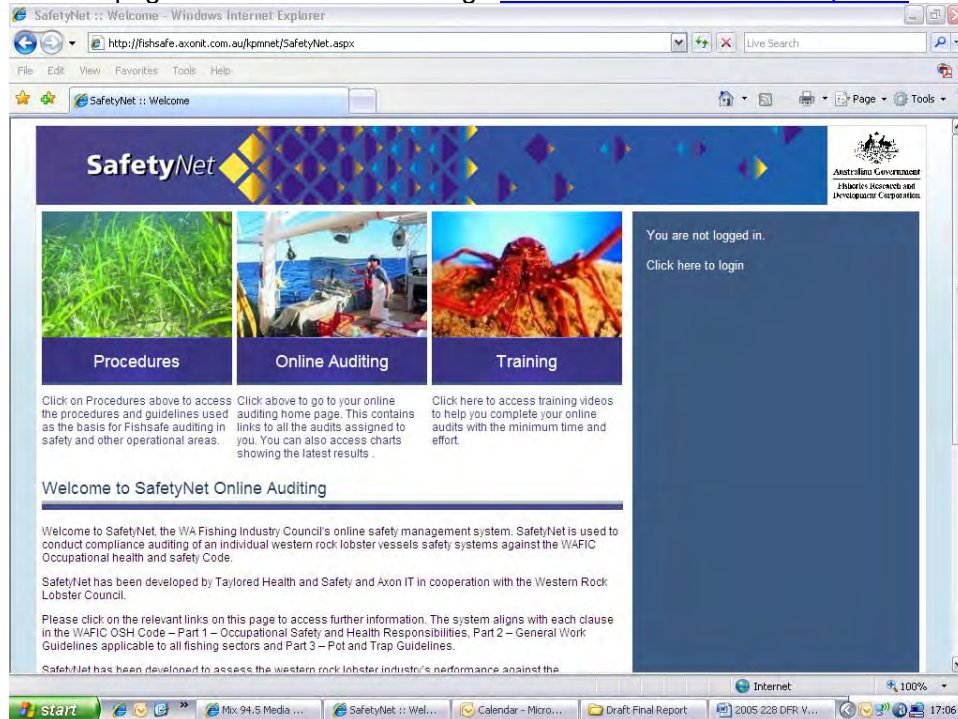 SafetyNet :: Welcome - Windows Internet Explorer
http://fishsafe.axonit.com.au/kpmnet/SafetyNet.aspx
Live Search
File Edit View Favorites Tools Help
SafetyNet :: Welcome
Page Tools
SafetyNet
Australian Government
Fisheries Research and
Development Corporation
You are not logged in.
Click here to login
Procedures
Click on Procedures above to access
the procedures and guidelines used
as the basis for Fishsafe auditing in
safety and other operational areas.
Online Auditing
Click above to go to your online
auditing home page. This contains
links to all the audits assigned to
you. You can also access charts
showing the latest results .
Training
Click here to access training videos
to help you complete your online
audits with the minimum time and
effort.
Welcome to SafetyNet Online Auditing
Welcome to SafetyNet, the WA Fishing Industry Council's online safety management system. SafetyNet is used to
conduct compliance auditing of an individual western rock lobster vessels safety systems against the WAFIC
Occupational health and safety Code.
SafetyNet has been developed by Taylored Health and Safety and Axon IT in cooperation with the Western Rock
Lobster Council.
Please click on the relevant links on this page to access further information. The system aligns with each clause
in the WAFIC OSH Code – Part 1 – Occupational Safety and Health Responsibilities, Part 2 – General Work
Guidelines applicable to all fishing sectors and Part 3 – Pot and Trap Guidelines.
SafetyNet has been developed to assess the western rock lobster industry's performance against the
Internet
100%
start
Mix 94.5 Media ...
SafetyNet :: Wel...
Calendar - Micro...
Draft Final Report
2005 228 DFR V...
17:06